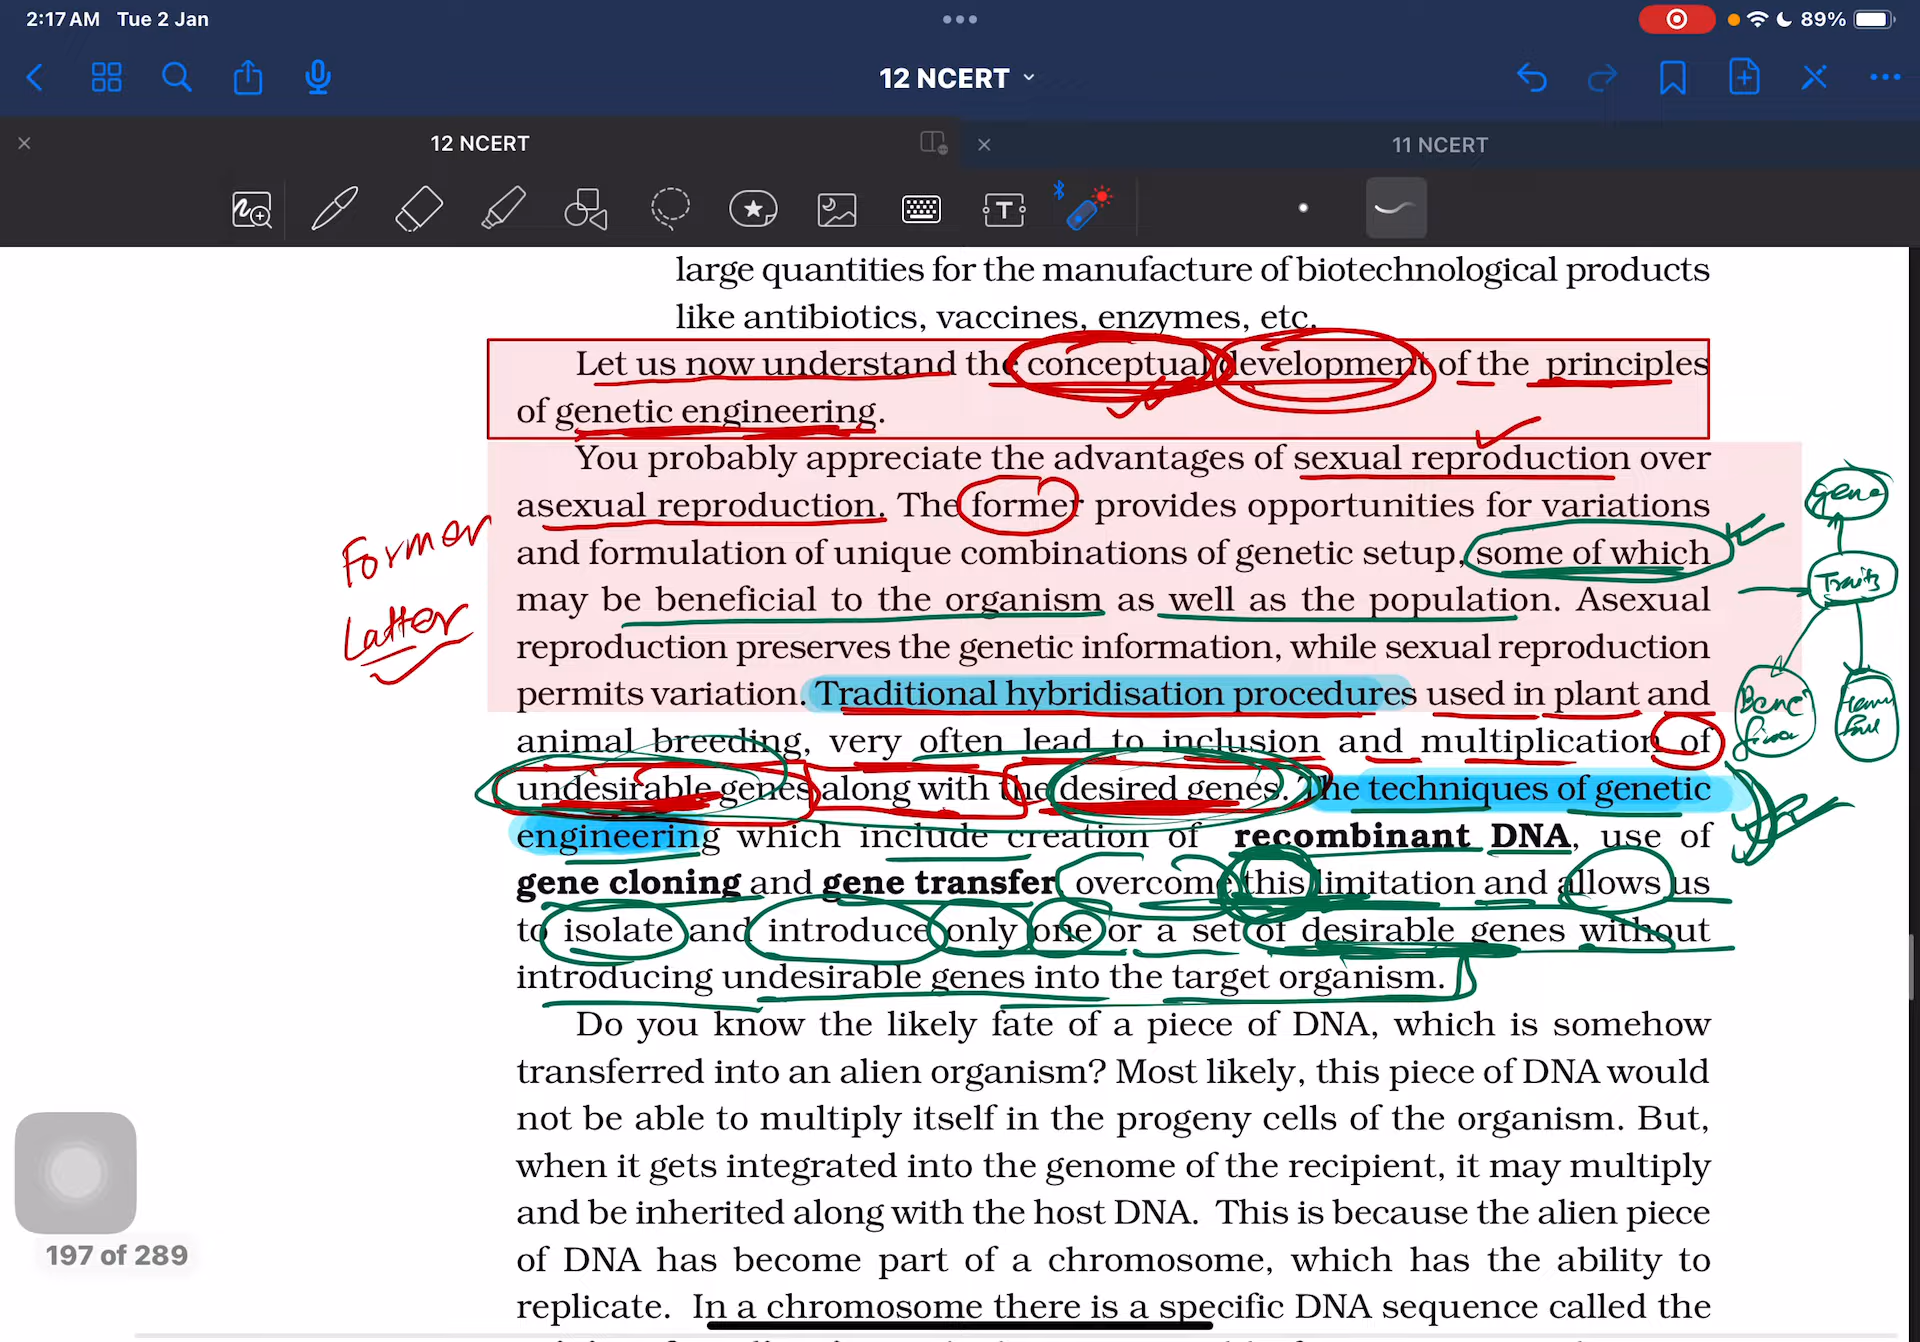 2:17 AM Tue 2 Jan
89%
12 NCERT
12 NCERT
11 NCERT
large quantities for the manufacture of biotechnological products
like antibiotics, vaccines, enzymes, etc.
Let us now understand the conceptual development of the principles
of genetic engineering.
You probably appreciate the advantages of sexual reproduction over
asexual reproduction. The former provides opportunities for variations
and formulation of unique combinations of genetic setup, some of which
may be beneficial to the organism as well as the population. Asexual
reproduction preserves the genetic information, while sexual reproduction
permits variation. Traditional hybridisation procedures used in plant and
animal breeding, very often lead to inclusion and multiplication of
undesirable genes along with the desired genes. The techniques of genetic
engineering which include creation of recombinant DNA, use of
gene cloning and gene transfer overcome this limitation and allows us
to isolate and introduce only one or a set of desirable genes without
introducing undesirable genes into the target organism.
Do you know the likely fate of a piece of DNA, which is somehow
transferred into an alien organism? Most likely, this piece of DNA would
not be able to multiply itself in the progeny cells of the organism. But,
when it gets integrated into the genome of the recipient, it may multiply
and be inherited along with the host DNA. This is because the alien piece
of DNA has become part of a chromosome, which has the ability to
replicate. In a chromosome there is a specific DNA sequence called the
Former
Latter
Gene
Traits
197 of 289